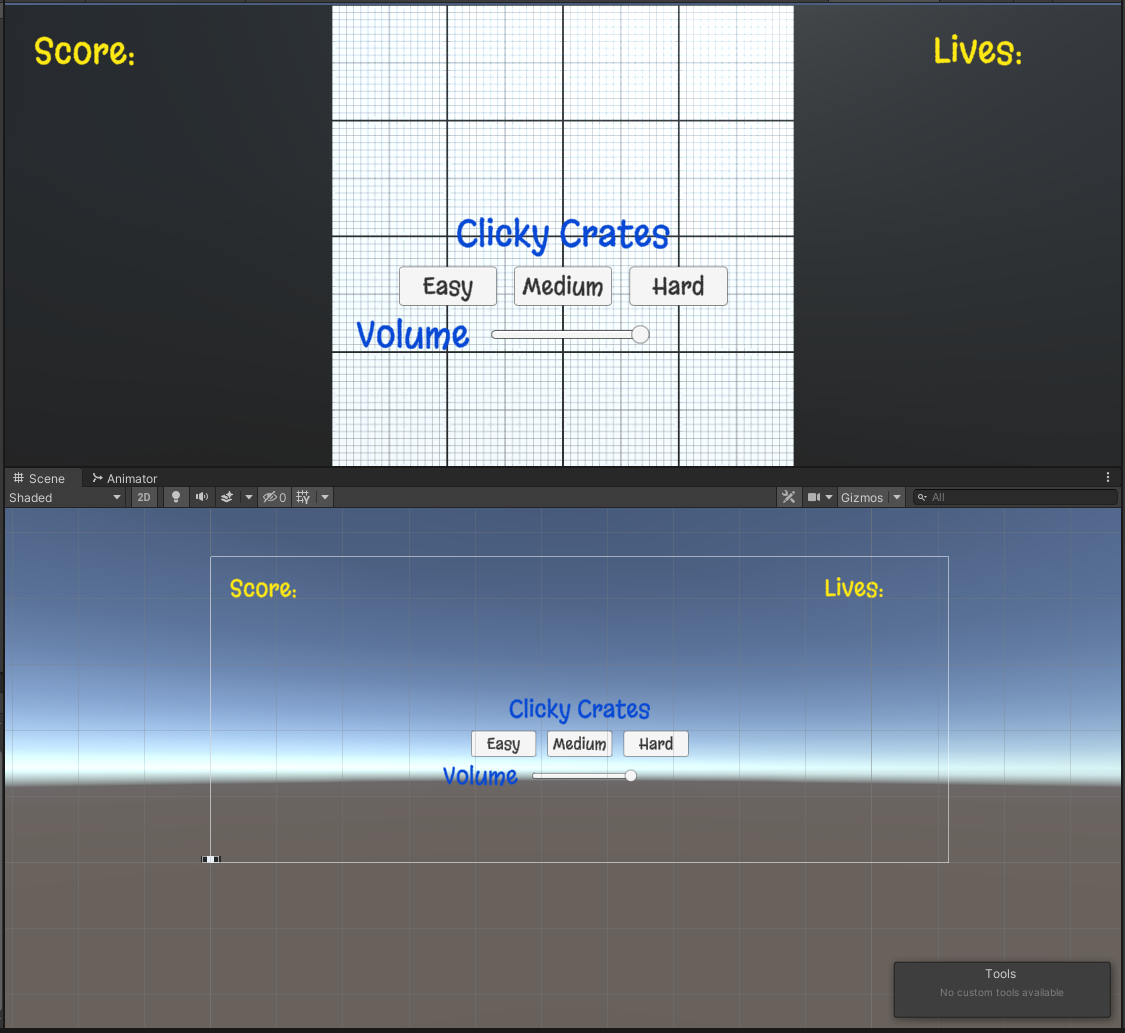 Score:
Lives:
Clicky Crates
Easy
Medium
Hard
Volume
Scene
Animator
Shaded
2D
0
Gizmos
All
Score:
Lives:
Clicky Crates
Easy
Medium
Hard
Volume
Tools
No custom tools available